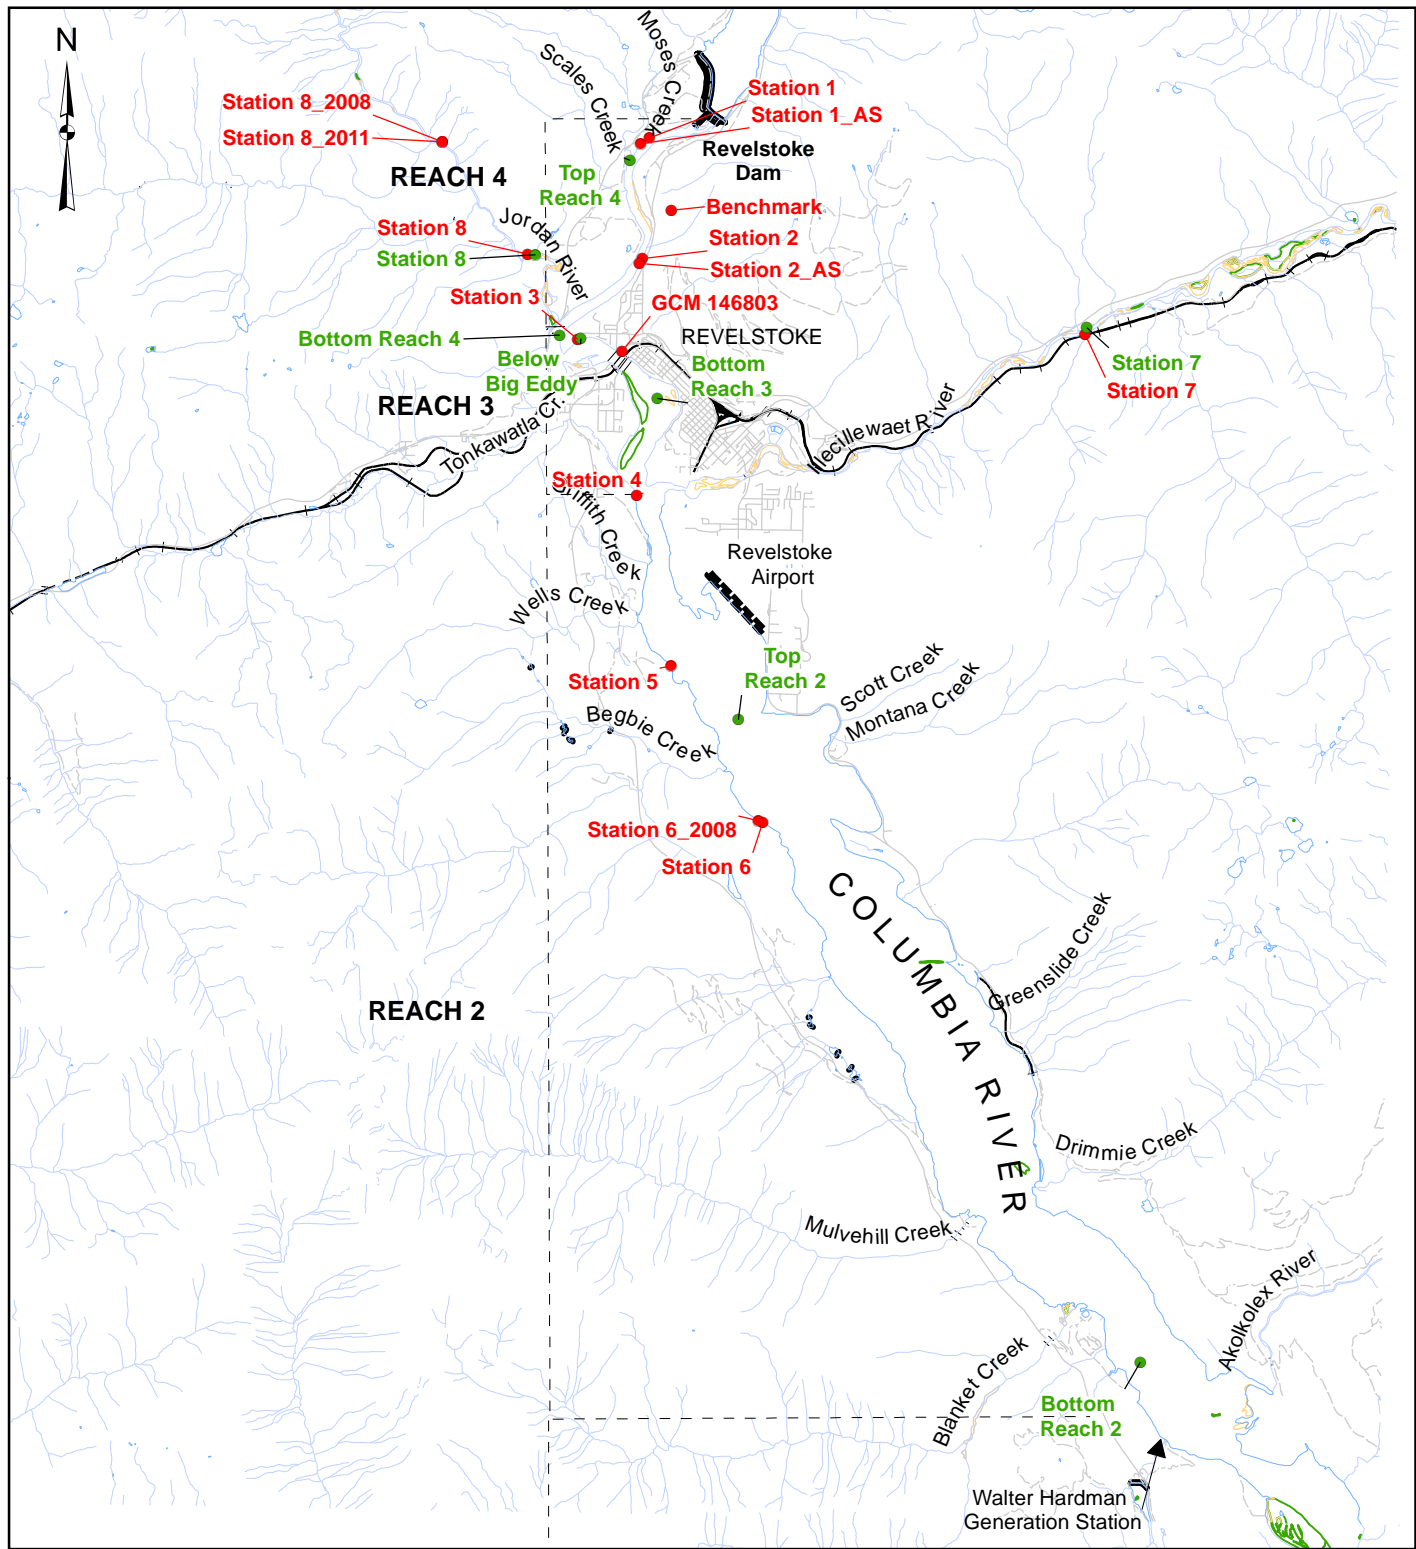 N
Moses Creek
Scales Creek
Station 1
Station 1_AS
Station 8_2008
Station 8_2011
Revelstoke
Dam
REACH 4
Top
Reach 4
Benchmark
Jordan River
Station 8
Station 8
Station 2
Station 2_AS
Station 3
GCM 146803
Bottom Reach 4
REVELSTOKE
Below
Big Eddy
Bottom
Reach 3
Station 7
Station 7
REACH 3
Tonkawatla Cr.
Illecillewaet River
Station 4
Griffith Creek
Revelstoke
Airport
Wells Creek
Top
Reach 2
Station 5
Scott Creek
Montana Creek
Begbie Creek
Station 6_2008
Station 6
COLUMBIA RIVER
Greenslide Creek
REACH 2
Drimmie Creek
Mulvehill Creek
Akolkolex River
Blanket Creek
Bottom
Reach 2
Walter Hardman
Generation Station